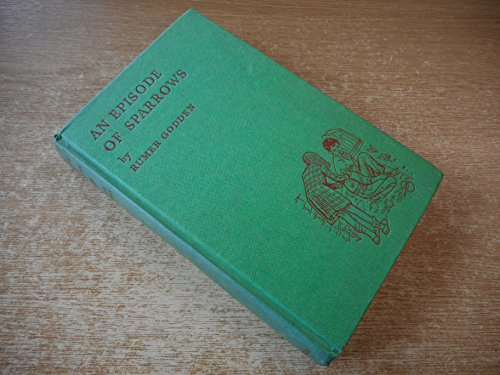 AN EPISODE
OF SPARROWS
by
RUMER GODDEN